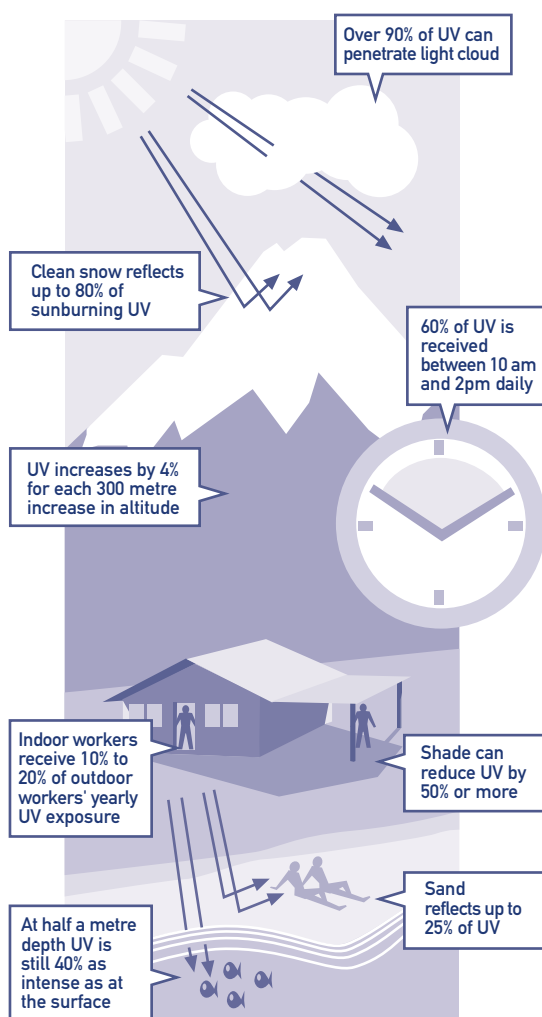 Over 90% of UV can
penetrate light cloud
Clean snow reflects
up to 80% of
sunburning UV
60% of UV is
received
between 10 am
and 2pm daily
UV increases by 4%
for each 300 metre
increase in altitude
Indoor workers
receive 10% to
20% of outdoor
workers' yearly
UV exposure
Shade can
reduce UV by
50% or more
Sand
reflects up to
25% of UV
At half a metre
depth UV is
still 40% as
intense as at
the surface